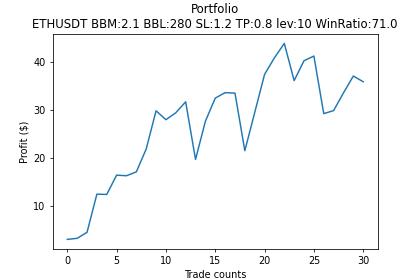 Portfolio
ETHUSDT BBM:2.1 BBL:280 SL:1.2 TP:0.8 lev:10 WinRatio:71.0
40
30
20
10
Profit ($)
0 5 10 15 20 25 30
Trade counts